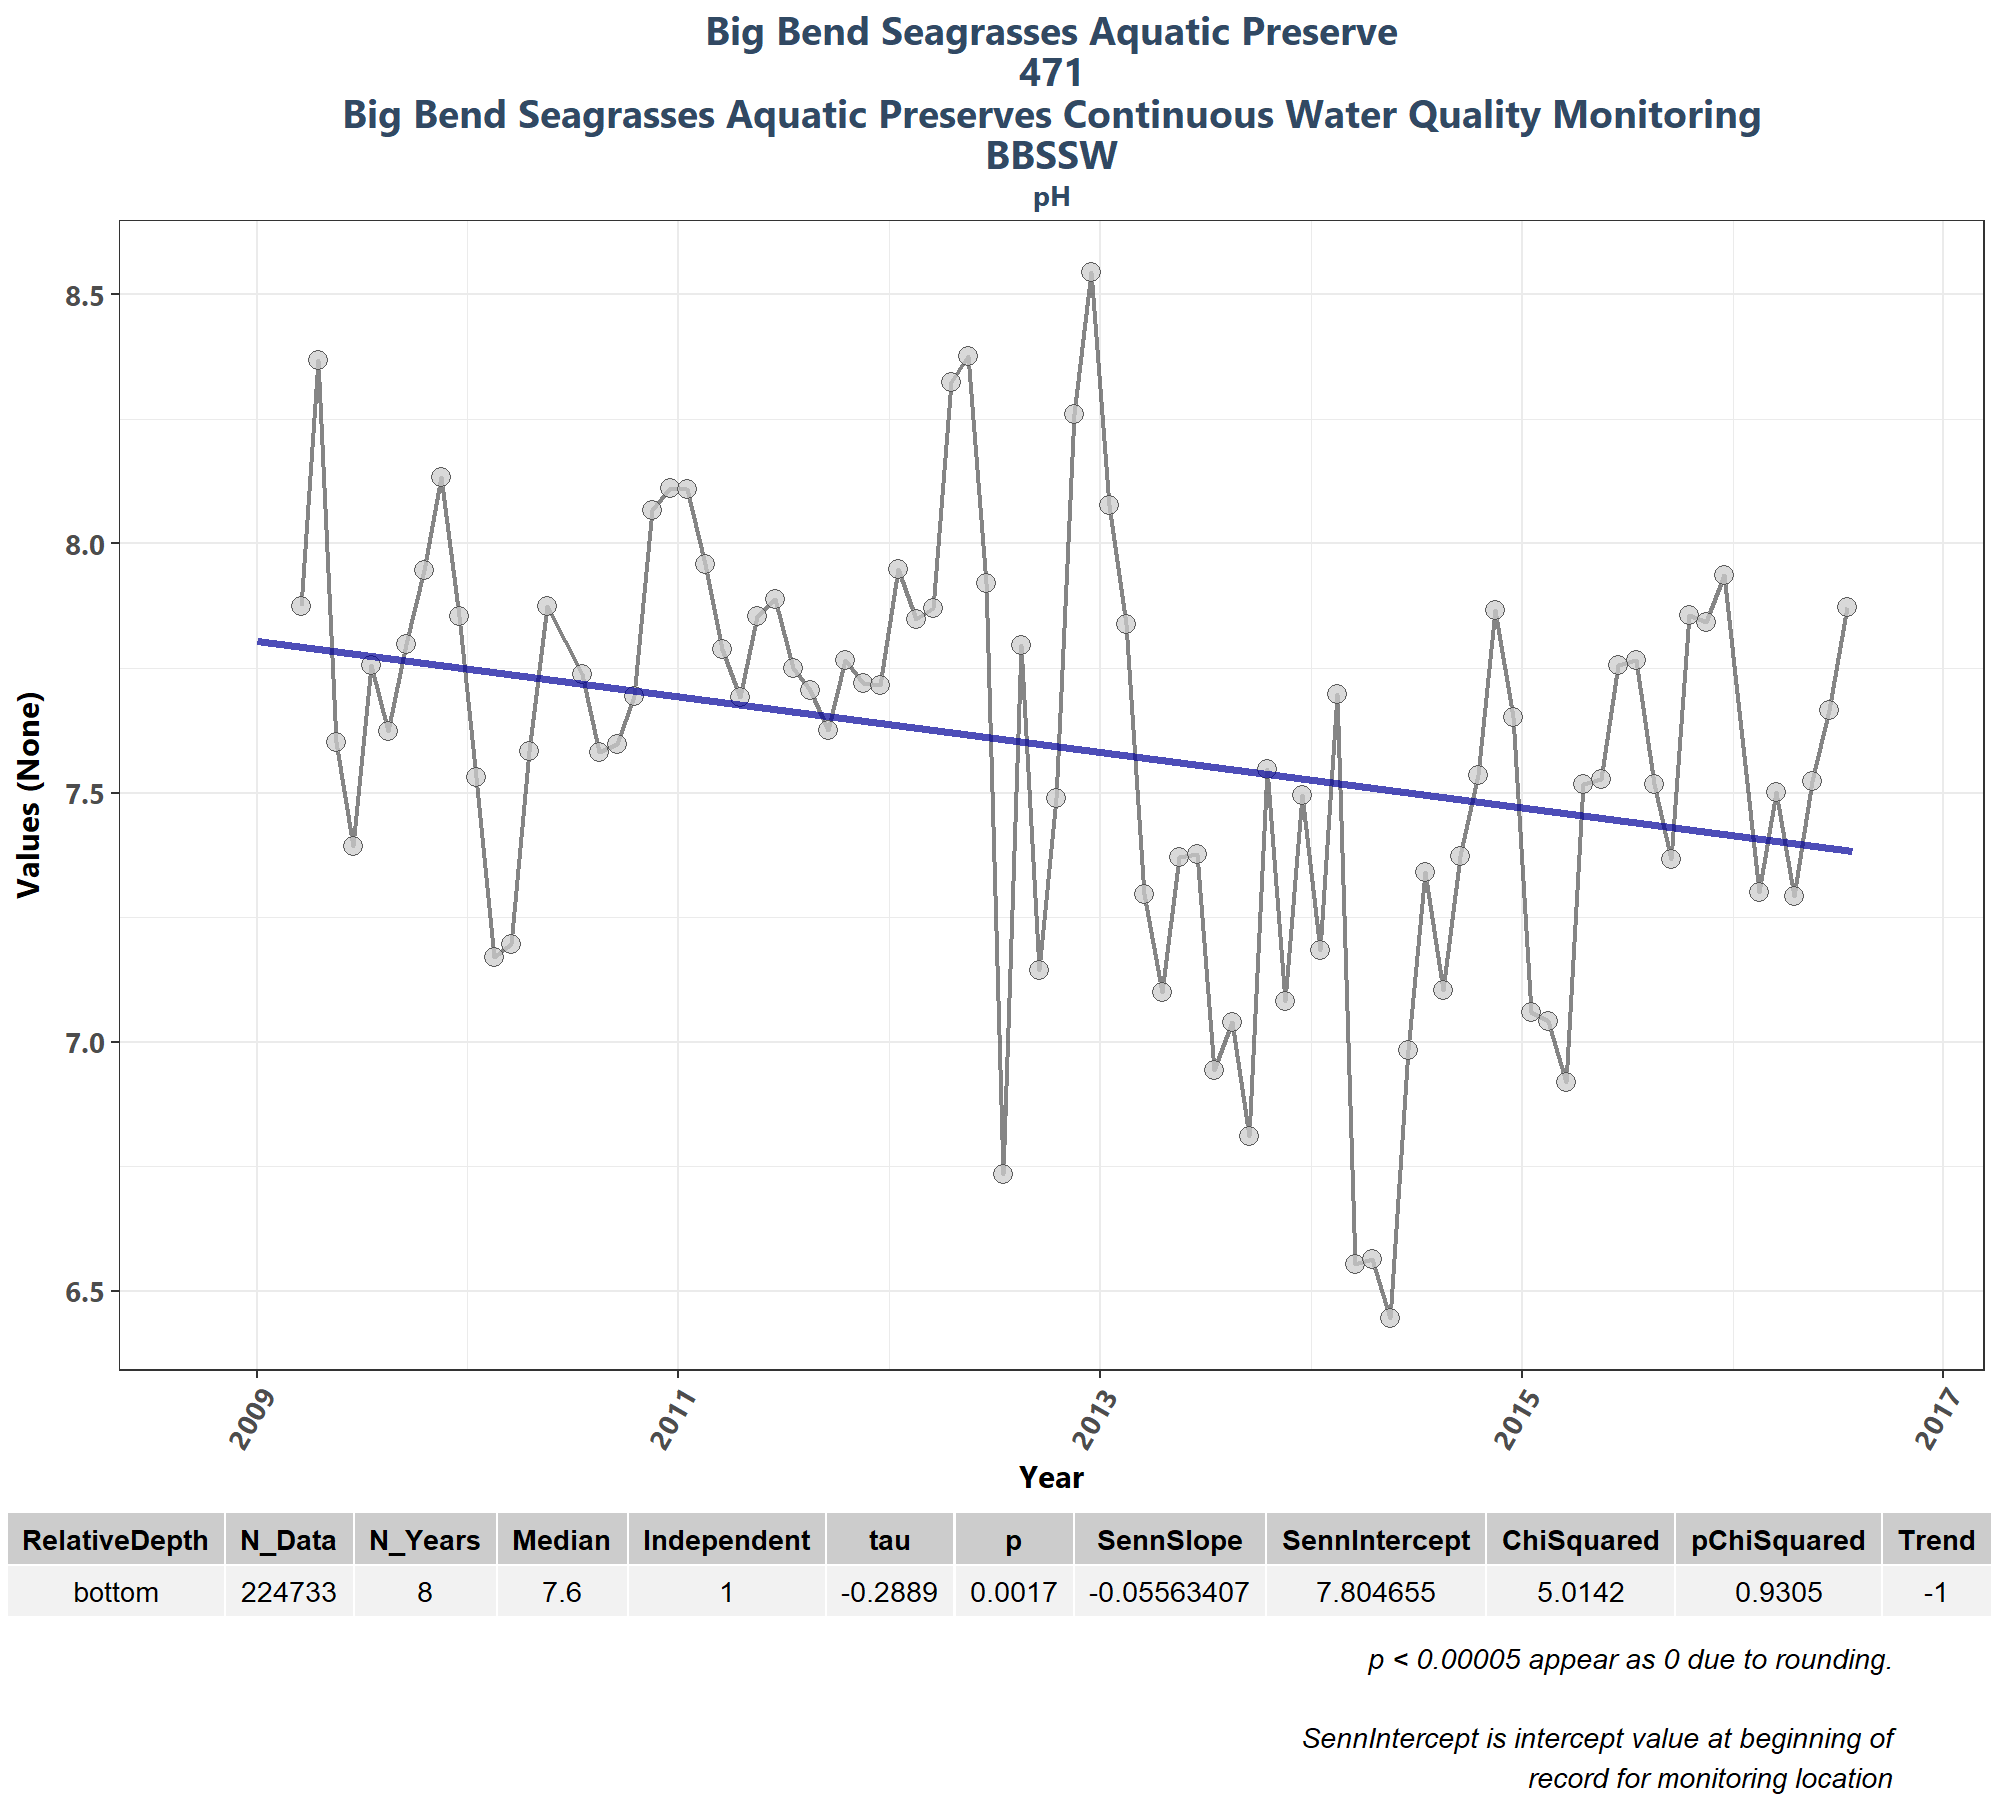 Big Bend Seagrasses Aquatic Preserve
471
Big Bend Seagrasses Aquatic Preserves Continuous Water Quality Monitoring
BBSSW
pH
8.5
8.0
7.5
7.0
6.5
Values (None)
2009 2011 2013 2015 2017
Year
RelativeDepth N_Data N_Years Median Independent tau p SennSlope SennIntercept ChiSquared pChiSquared Trend
bottom 224733 8 7.6 1 -0.2889 0.0017 -0.05563407 7.804655 5.0142 0.9305 -1
p < 0.00005 appear as 0 due to rounding.
SennIntercept is intercept value at beginning of
record for monitoring location